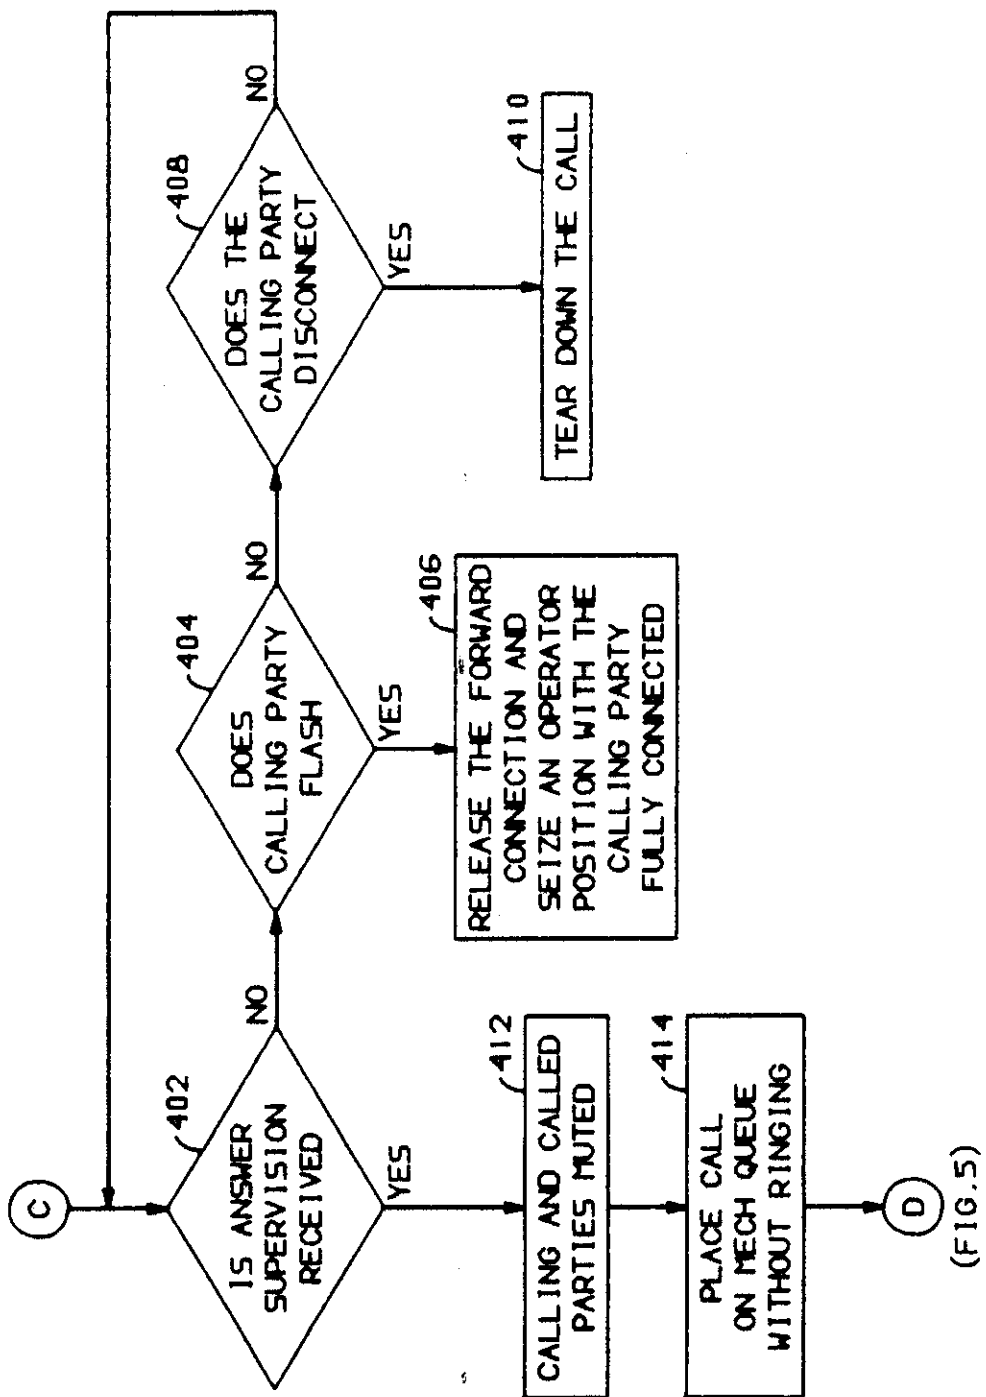 C
402
IS ANSWER
SUPERVISION
RECEIVED
NO
YES
404
DOES
CALLING PARTY
FLASH
NO
YES
408
DOES THE
CALLING PARTY
DISCONNECT
NO
YES
412
CALLING AND CALLED
PARTIES MUTED
406
RELEASE THE FORWARD
CONNECTION AND
SEIZE AN OPERATOR
POSITION WITH THE
CALLING PARTY
FULLY CONNECTED
410
TEAR DOWN THE CALL
414
PLACE CALL
ON MECH QUEUE
WITHOUT RINGING
D
(FIG.5)